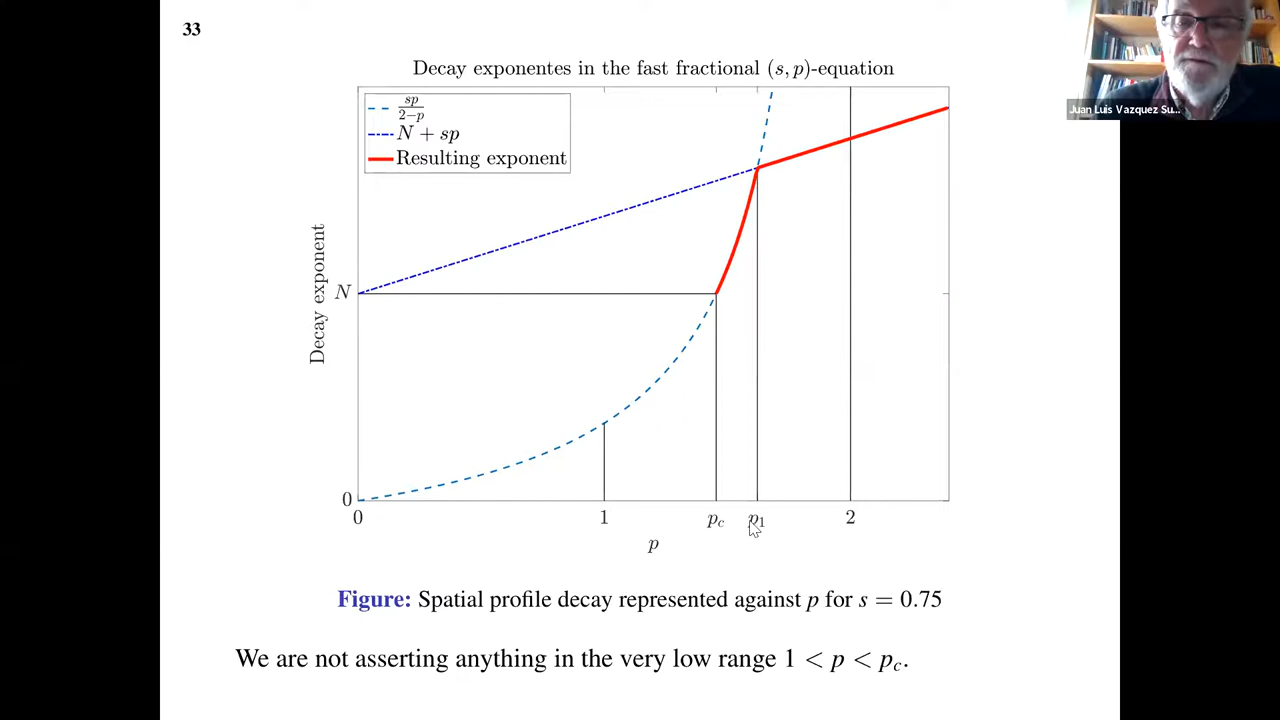 33
Decay exponentes in the fast fractional (s, p)-equation
sp/2−p
N + sp
Resulting exponent
Juan Luis Vazquez Su...
Decay exponent
N
0
0 1 p_c p_1 2
p
Figure: Spatial profile decay represented against p for s = 0.75
We are not asserting anything in the very low range 1 < p < p_c.